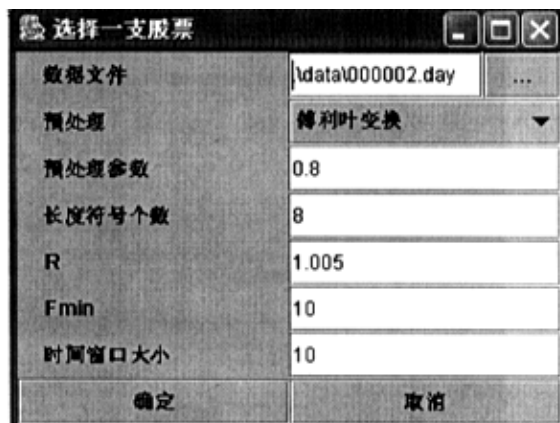 选择一支股票
数据文件 .\data\000002.day ...
预处理 傅利叶变换
预处理参数 0.8
长度符号个数 8
R 1.005
Fmin 10
时间窗口大小 10
确定 取消